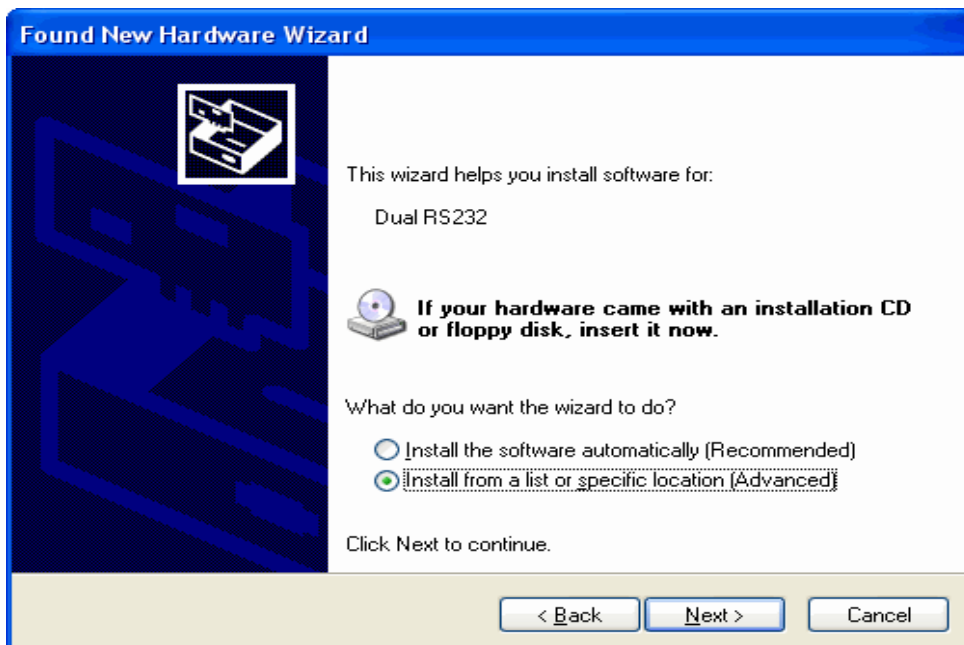 Found New Hardware Wizard
This wizard helps you install software for:
Dual RS232
If your hardware came with an installation CD
or floppy disk, insert it now.
What do you want the wizard to do?
Install the software automatically (Recommended)
Install from a list or specific location (Advanced)
Click Next to continue.
< Back Next > Cancel